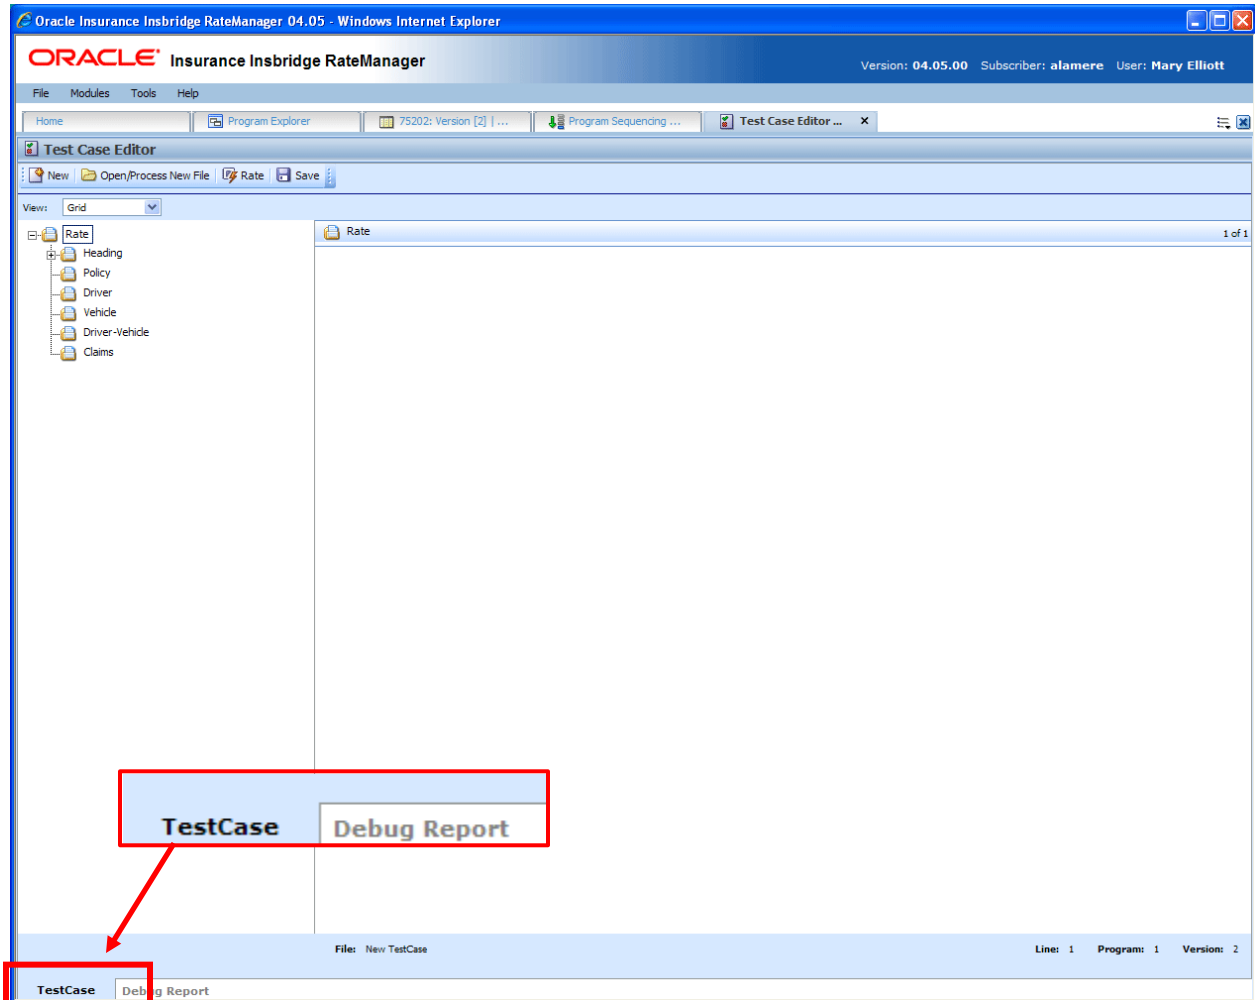 Oracle Insurance Insbridge RateManager 04.05 - Windows Internet Explorer
ORACLE Insurance Insbridge RateManager
Version: 04.05.00 Subscriber: alamere User: Mary Elliott
File Modules Tools Help
Home Program Explorer 75202: Version [2] | ... Program Sequencing ... Test Case Editor ... x
Test Case Editor
New Open/Process New File Rate Save
View: Grid
Rate
Rate 1 of 1
Heading
Policy
Driver
Vehicle
Driver-Vehicle
Claims
TestCase Debug Report
File: New TestCase Line: 1 Program: 1 Version: 2
TestCase Debug Report